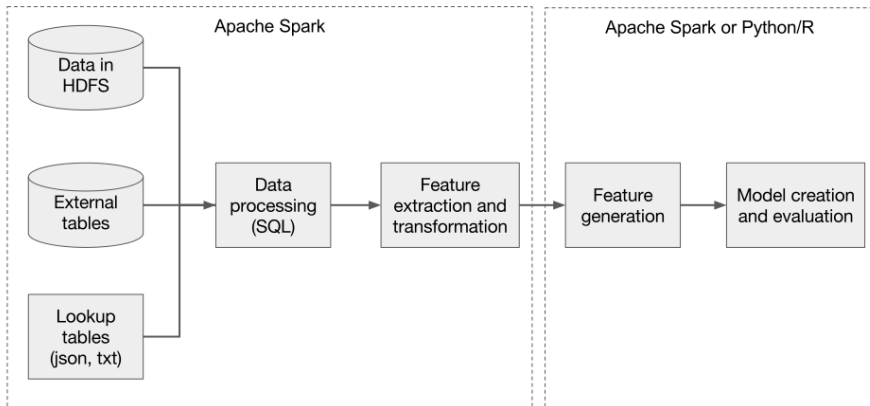 Apache Spark
Apache Spark or Python/R
Data in
HDFS
External
tables
Lookup
tables
(json, txt)
Data
processing
(SQL)
Feature
extraction and
transformation
Feature
generation
Model creation
and evaluation